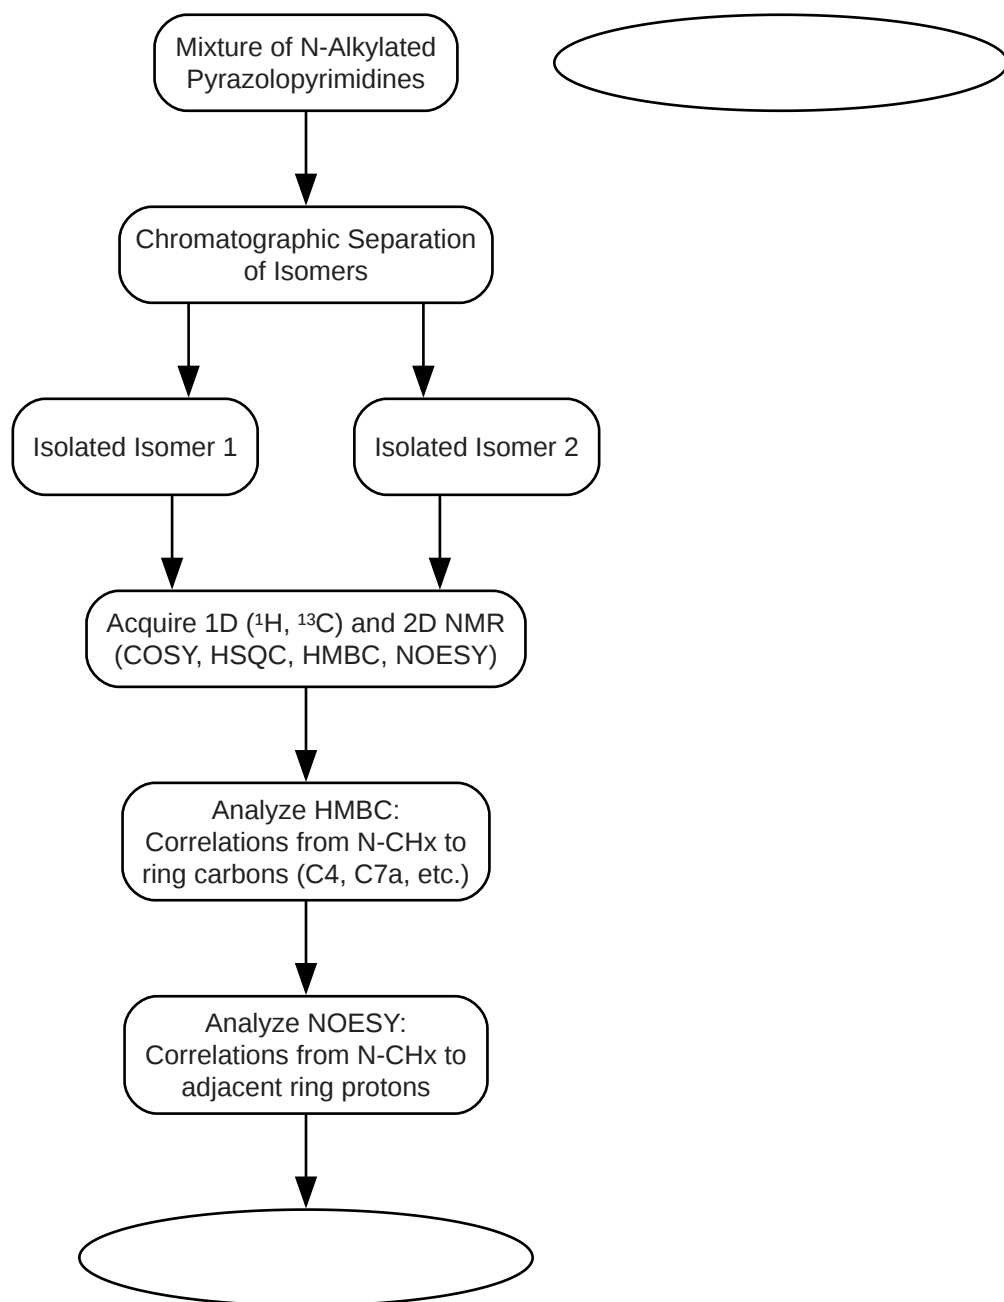 Mixture of N-Alkylated
Pyrazolopyrimidines
Chromatographic Separation
of Isomers
Isolated Isomer 1
Isolated Isomer 2
Acquire 1D (¹H, ¹³C) and 2D NMR
(COSY, HSQC, HMBC, NOESY)
Analyze HMBC:
Correlations from N-CHx to
ring carbons (C4, C7a, etc.)
Analyze NOESY:
Correlations from N-CHx to
adjacent ring protons